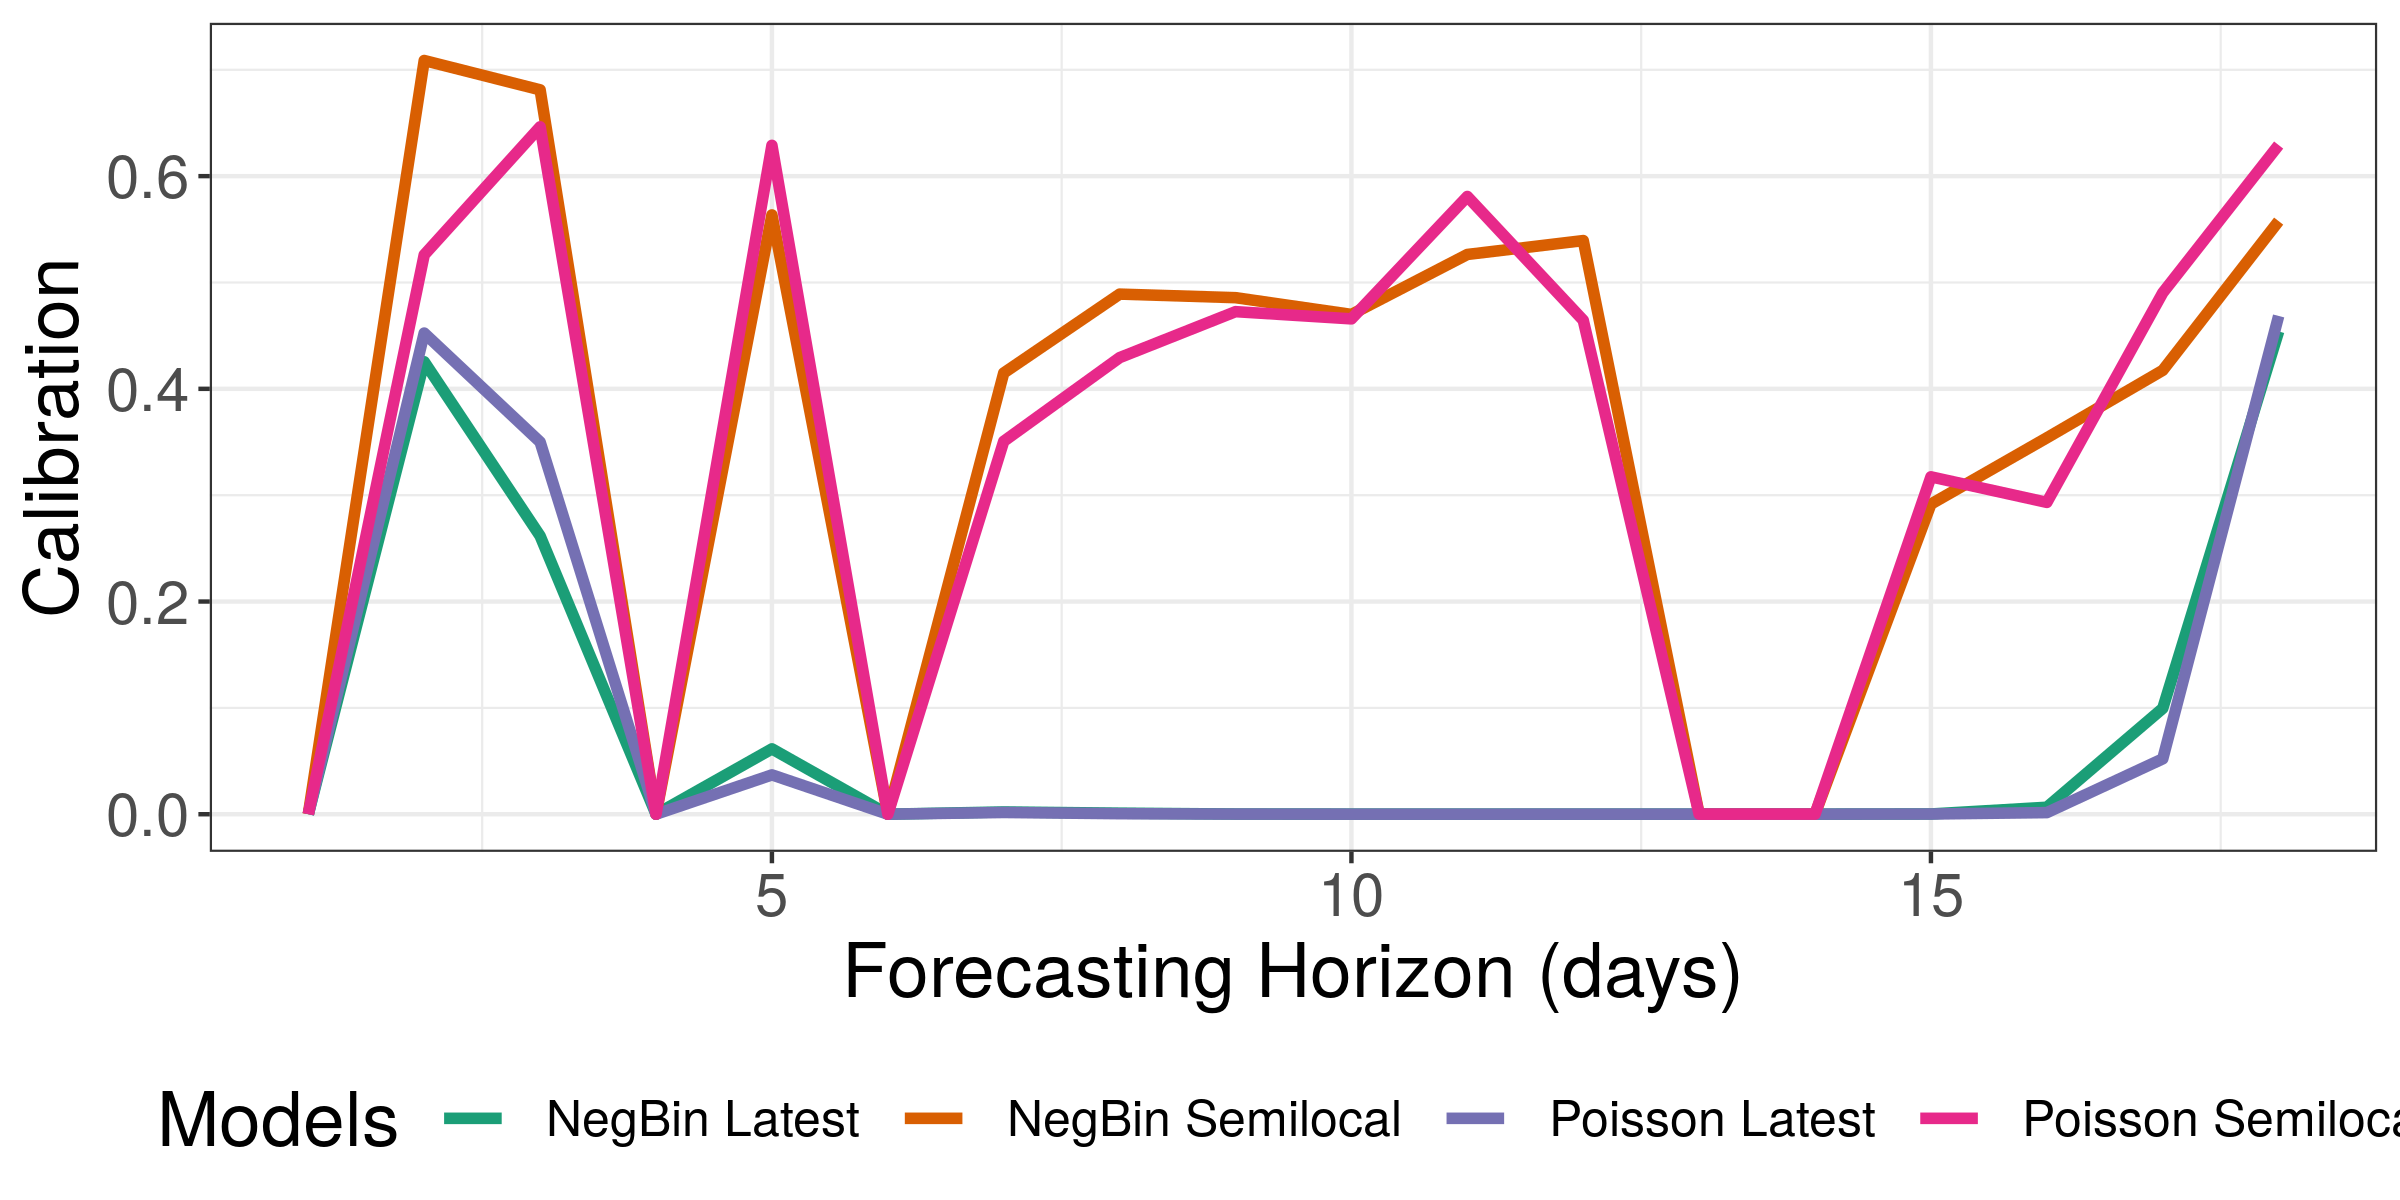 Calibration
0.6
0.4
0.2
0.0
5 10 15
Forecasting Horizon (days)
Models NegBin Latest NegBin Semilocal Poisson Latest Poisson